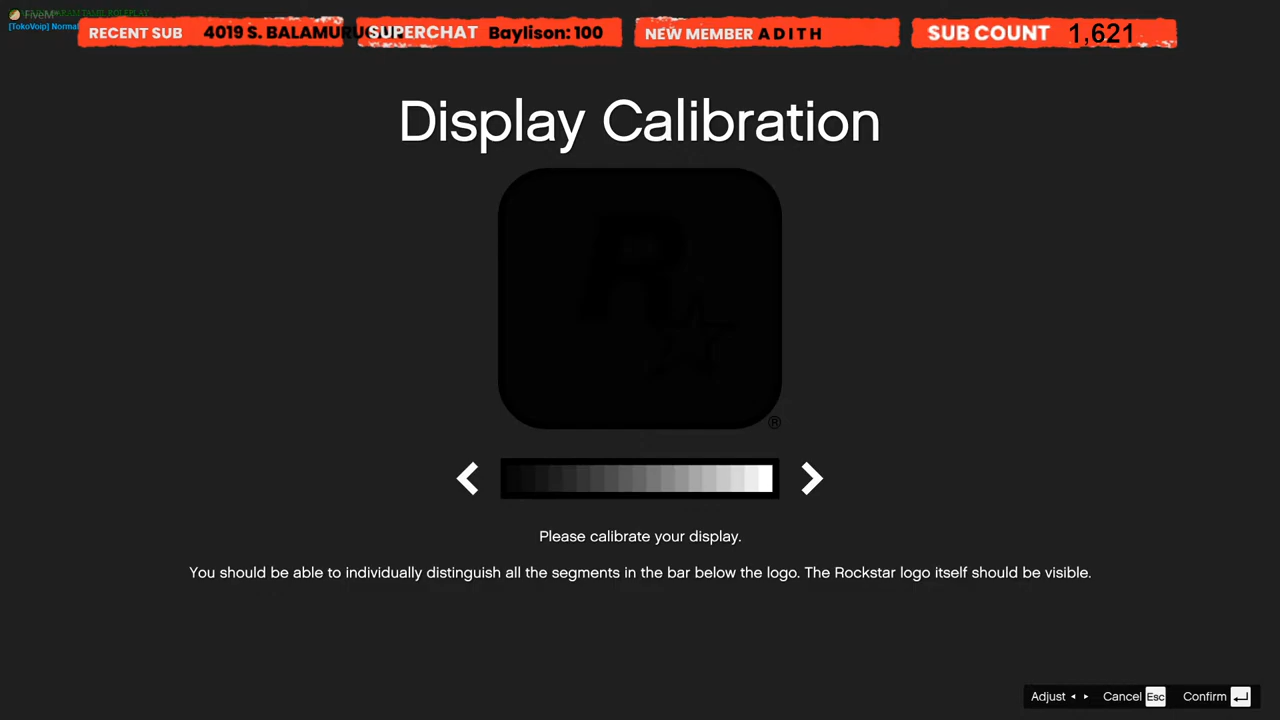 FiveM
[TokoVoip] Normal
RECENT SUB 4019 S. BALAMURUGAN
SUPERCHAT Baylison: 100
NEW MEMBER A D I T H
SUB COUNT 1,621
Display Calibration
R
®
Please calibrate your display.
You should be able to individually distinguish all the segments in the bar below the logo. The Rockstar logo itself should be visible.
Adjust Cancel Esc Confirm